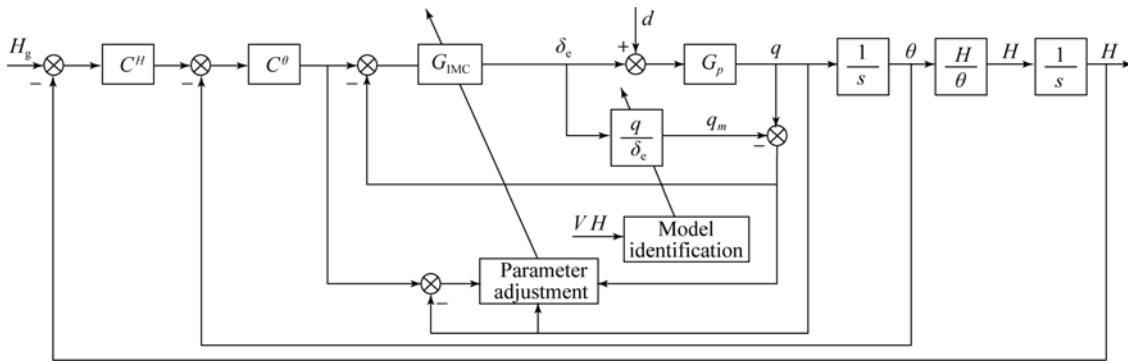 H_g
−
C^H
−
C^θ
−
G_IMC
δ_e
d
+
G_p
q
1
s
θ
H
θ
H
1
s
H
q
δ_e
q_m
−
V H
Model
identification
Parameter
adjustment
−